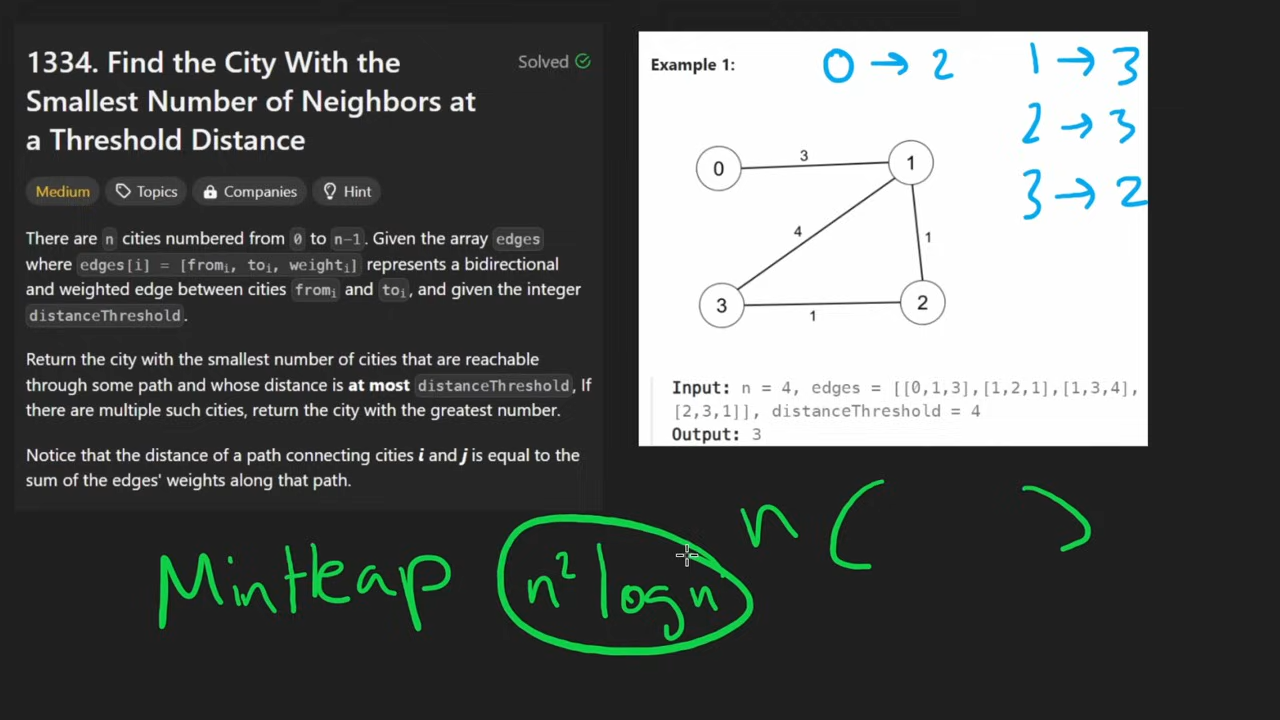 1334. Find the City With the
Smallest Number of Neighbors at
a Threshold Distance
Solved
Medium
Topics
Companies
Hint
There are n cities numbered from 0 to n-1. Given the array edges
where edges[i] = [fromᵢ, toᵢ, weightᵢ] represents a bidirectional
and weighted edge between cities fromᵢ and toᵢ, and given the integer
distanceThreshold.
Return the city with the smallest number of cities that are reachable
through some path and whose distance is at most distanceThreshold, If
there are multiple such cities, return the city with the greatest number.
Notice that the distance of a path connecting cities i and j is equal to the
sum of the edges' weights along that path.
Example 1:
0 → 2
1 → 3
2 → 3
3 → 2
0
3
1
4
1
3
1
2
Input: n = 4, edges = [[0,1,3],[1,2,1],[1,3,4],
[2,3,1]], distanceThreshold = 4
Output: 3
MinHeap n² log n
n ( )